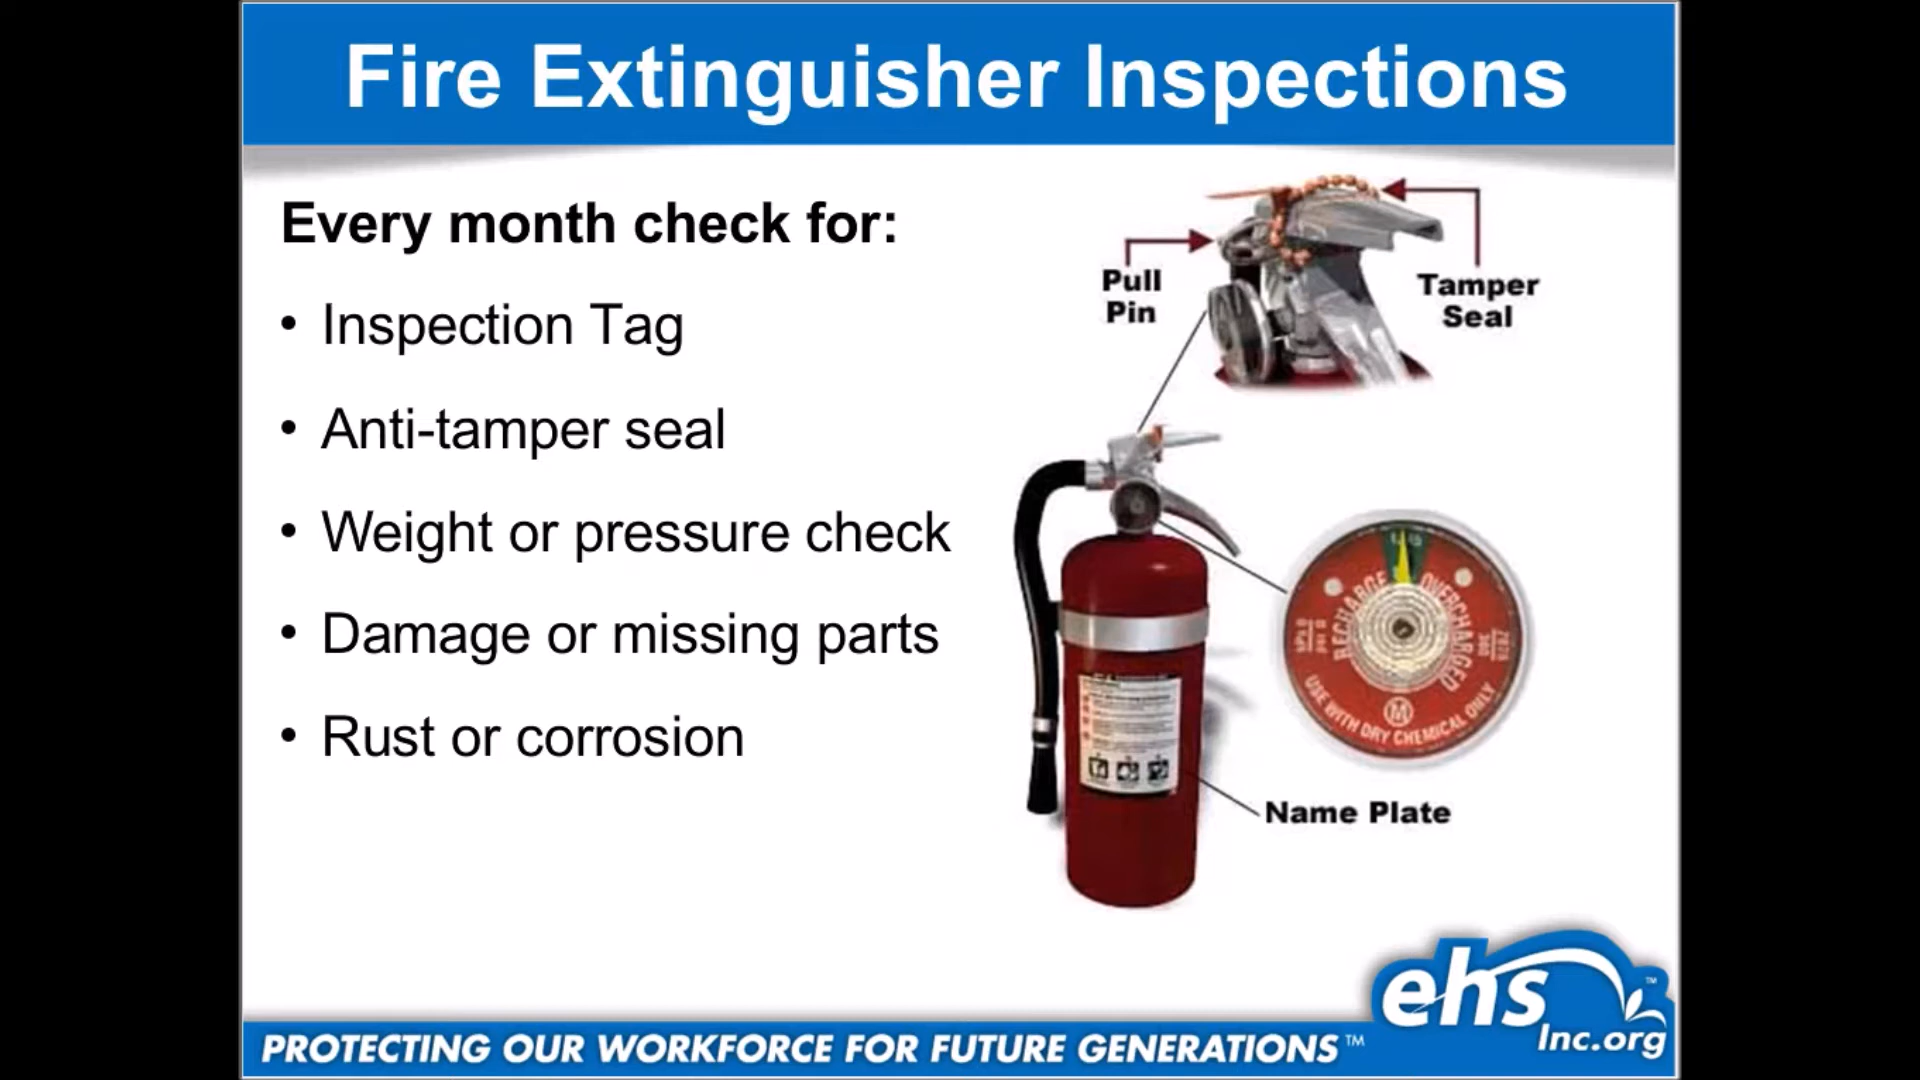 Fire Extinguisher Inspections
Every month check for:
• Inspection Tag
• Anti-tamper seal
• Weight or pressure check
• Damage or missing parts
• Rust or corrosion
Pull
Pin
Tamper
Seal
RECHARGE OVERCHARGED
USE WITH DRY CHEMICAL ONLY
M
Name Plate
ehs™
Inc.org
PROTECTING OUR WORKFORCE FOR FUTURE GENERATIONS™